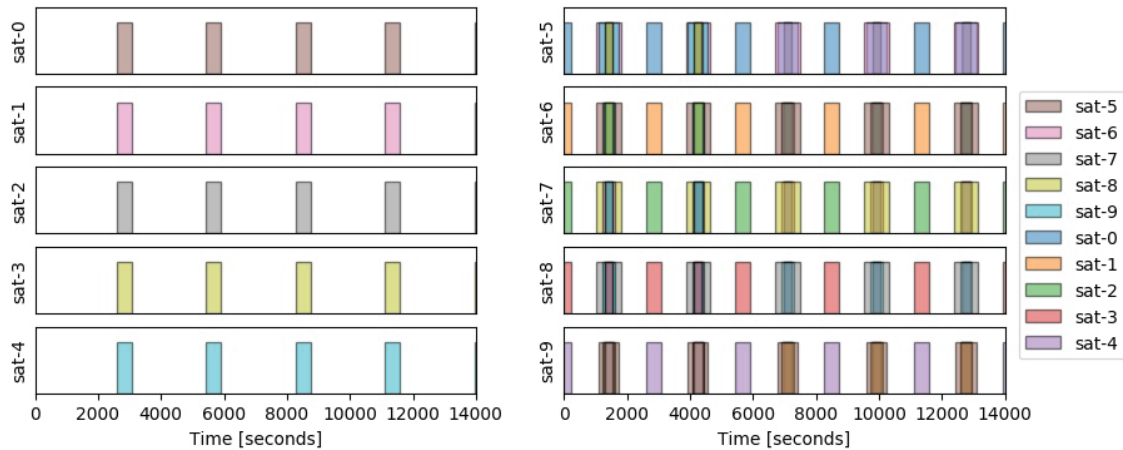 sat-0
sat-1
sat-2
sat-3
sat-4
0 2000 4000 6000 8000 10000 12000 14000
Time [seconds]
sat-5
sat-6
sat-7
sat-8
sat-9
0 2000 4000 6000 8000 10000 12000 14000
Time [seconds]
sat-5
sat-6
sat-7
sat-8
sat-9
sat-0
sat-1
sat-2
sat-3
sat-4